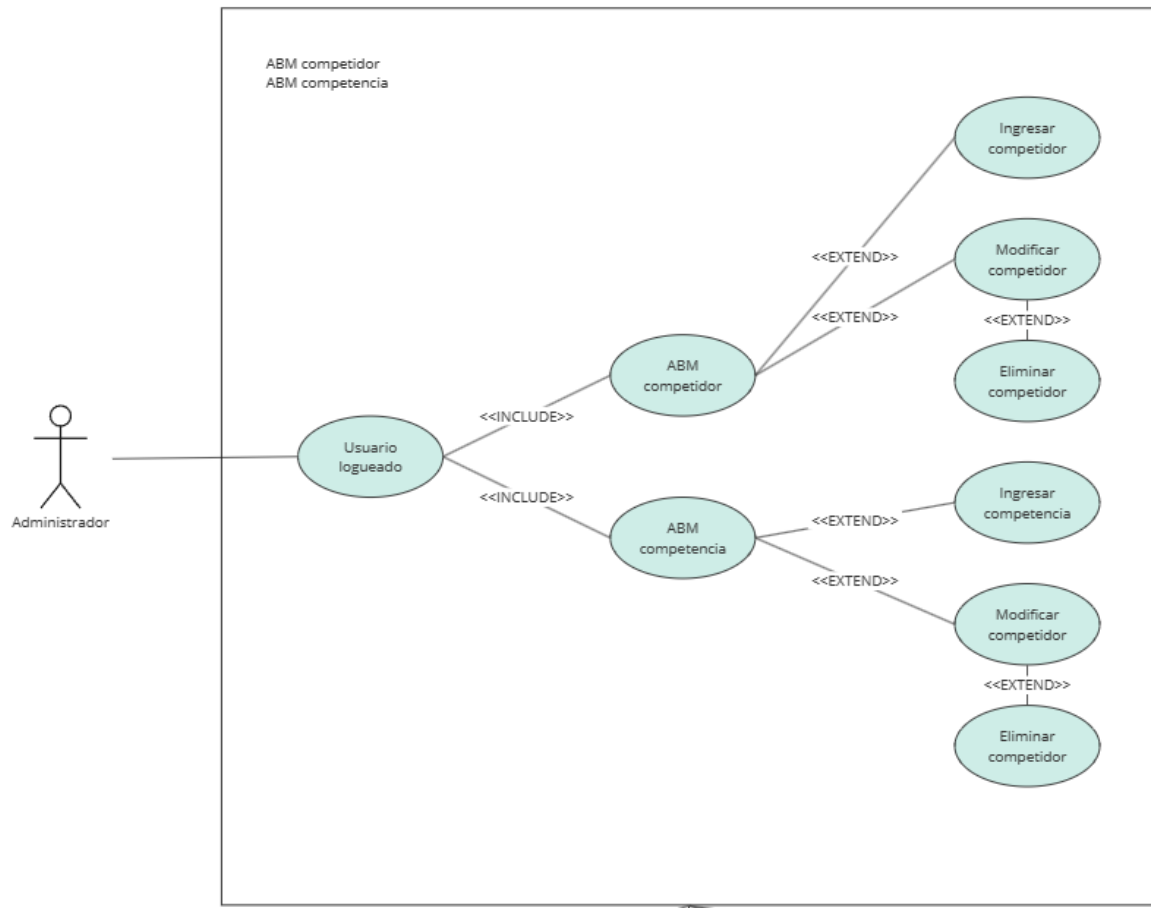 ABM competidor
ABM competencia
Ingresar
competidor
<<EXTEND>>
Modificar
competidor
<<EXTEND>>
<<EXTEND>>
ABM
competidor
Eliminar
competidor
<<INCLUDE>>
Usuario
logueado
Administrador
<<INCLUDE>>
ABM
competencia
<<EXTEND>>
Ingresar
competencia
<<EXTEND>>
Modificar
competidor
<<EXTEND>>
Eliminar
competidor